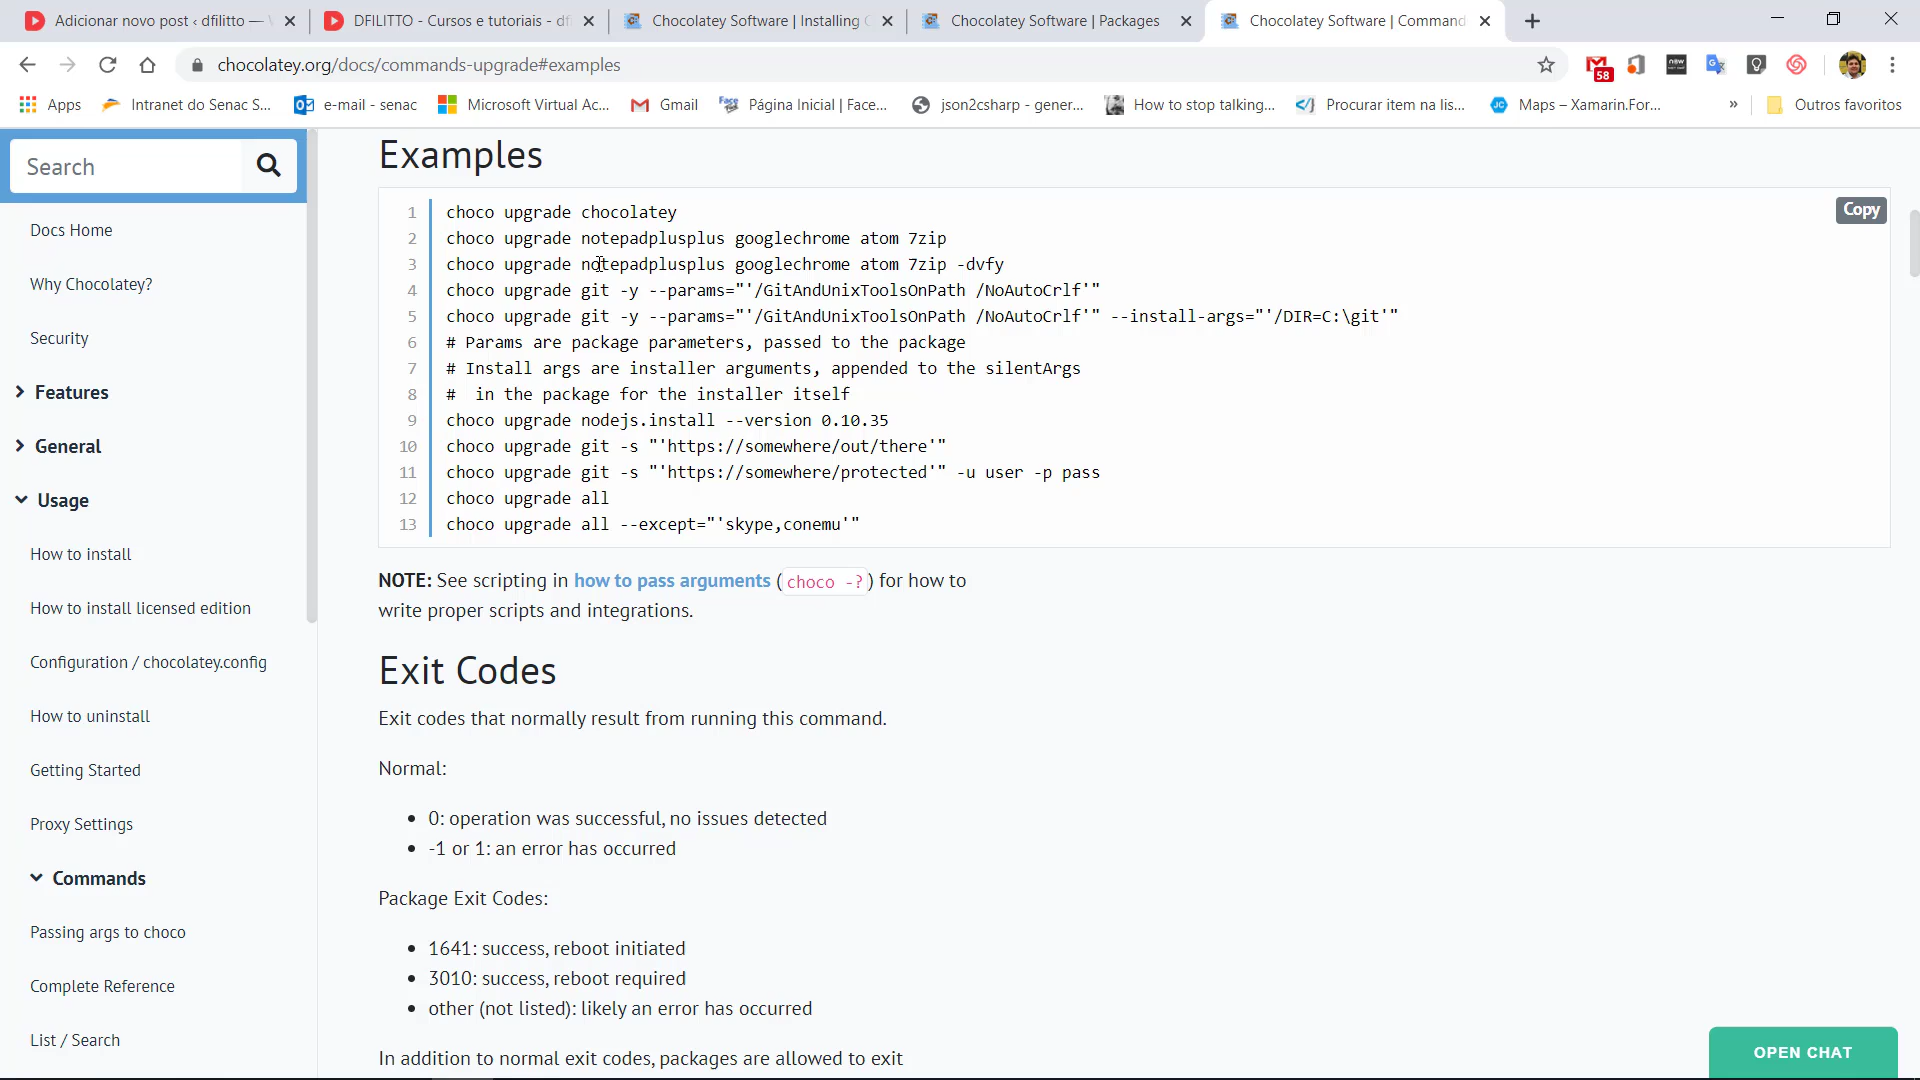 Adicionar novo post ‹ dfilitto —
DFILITTO - Cursos e tutoriais - df
Chocolatey Software | Installing C
Chocolatey Software | Packages
Chocolatey Software | Command
chocolatey.org/docs/commands-upgrade#examples
58
Apps
Intranet do Senac S...
e-mail - senac
Microsoft Virtual Ac...
Gmail
Página Inicial | Face...
json2csharp - gener...
How to stop talking...
Procurar item na lis...
Maps – Xamarin.For...
»
Outros favoritos
Search
Docs Home
Why Chocolatey?
Security
Features
General
Usage
How to install
How to install licensed edition
Configuration / chocolatey.config
How to uninstall
Getting Started
Proxy Settings
Commands
Passing args to choco
Complete Reference
List / Search
Examples
Copy
1 choco upgrade chocolatey
2 choco upgrade notepadplusplus googlechrome atom 7zip
3 choco upgrade notepadplusplus googlechrome atom 7zip -dvfy
4 choco upgrade git -y --params="'/GitAndUnixToolsOnPath /NoAutoCrlf'"
5 choco upgrade git -y --params="'/GitAndUnixToolsOnPath /NoAutoCrlf'" --install-args="'/DIR=C:\git'"
6 # Params are package parameters, passed to the package
7 # Install args are installer arguments, appended to the silentArgs
8 #  in the package for the installer itself
9 choco upgrade nodejs.install --version 0.10.35
10 choco upgrade git -s "'https://somewhere/out/there'"
11 choco upgrade git -s "'https://somewhere/protected'" -u user -p pass
12 choco upgrade all
13 choco upgrade all --except="'skype,conemu'"
NOTE: See scripting in how to pass arguments (choco -?) for how to
write proper scripts and integrations.
Exit Codes
Exit codes that normally result from running this command.
Normal:
• 0: operation was successful, no issues detected
• -1 or 1: an error has occurred
Package Exit Codes:
• 1641: success, reboot initiated
• 3010: success, reboot required
• other (not listed): likely an error has occurred
In addition to normal exit codes, packages are allowed to exit
OPEN CHAT